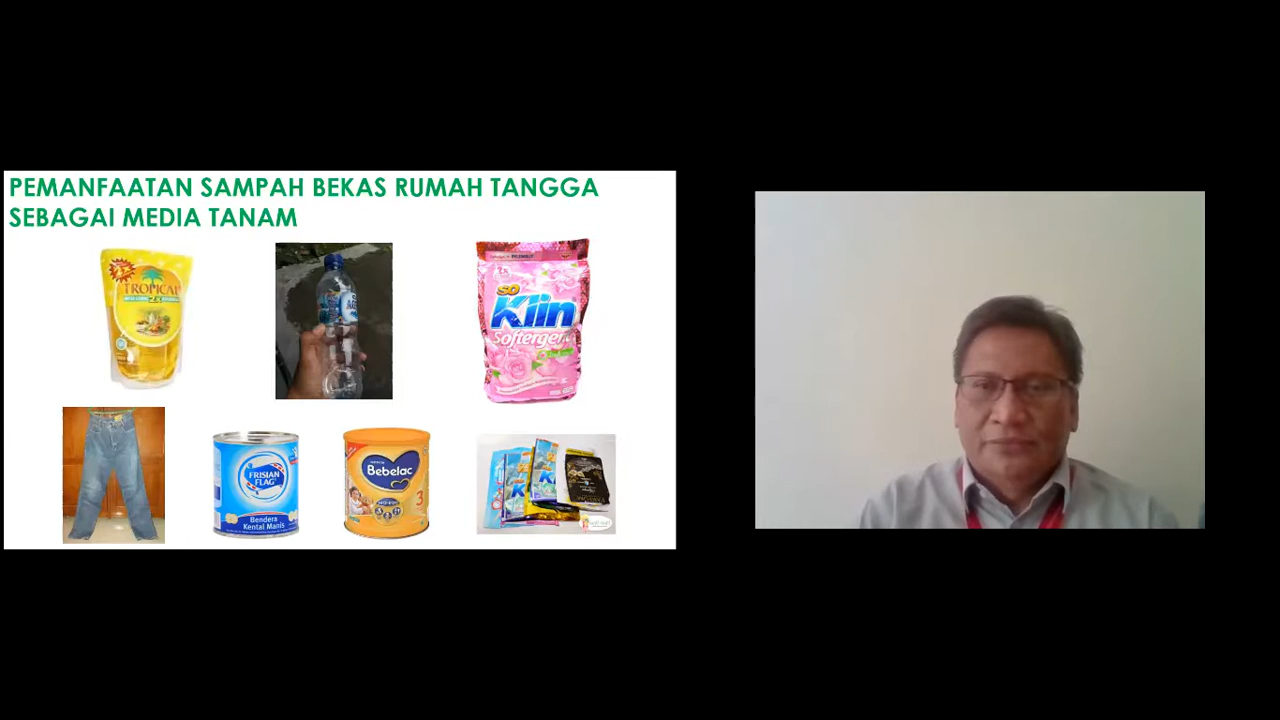 PEMANFAATAN SAMPAH BEKAS RUMAH TANGGA
SEBAGAI MEDIA TANAM
TROPICAL
2x
SO
Klin
Softergent
FRISIAN
FLAG
Bendera
Kental Manis
Bebelac
3